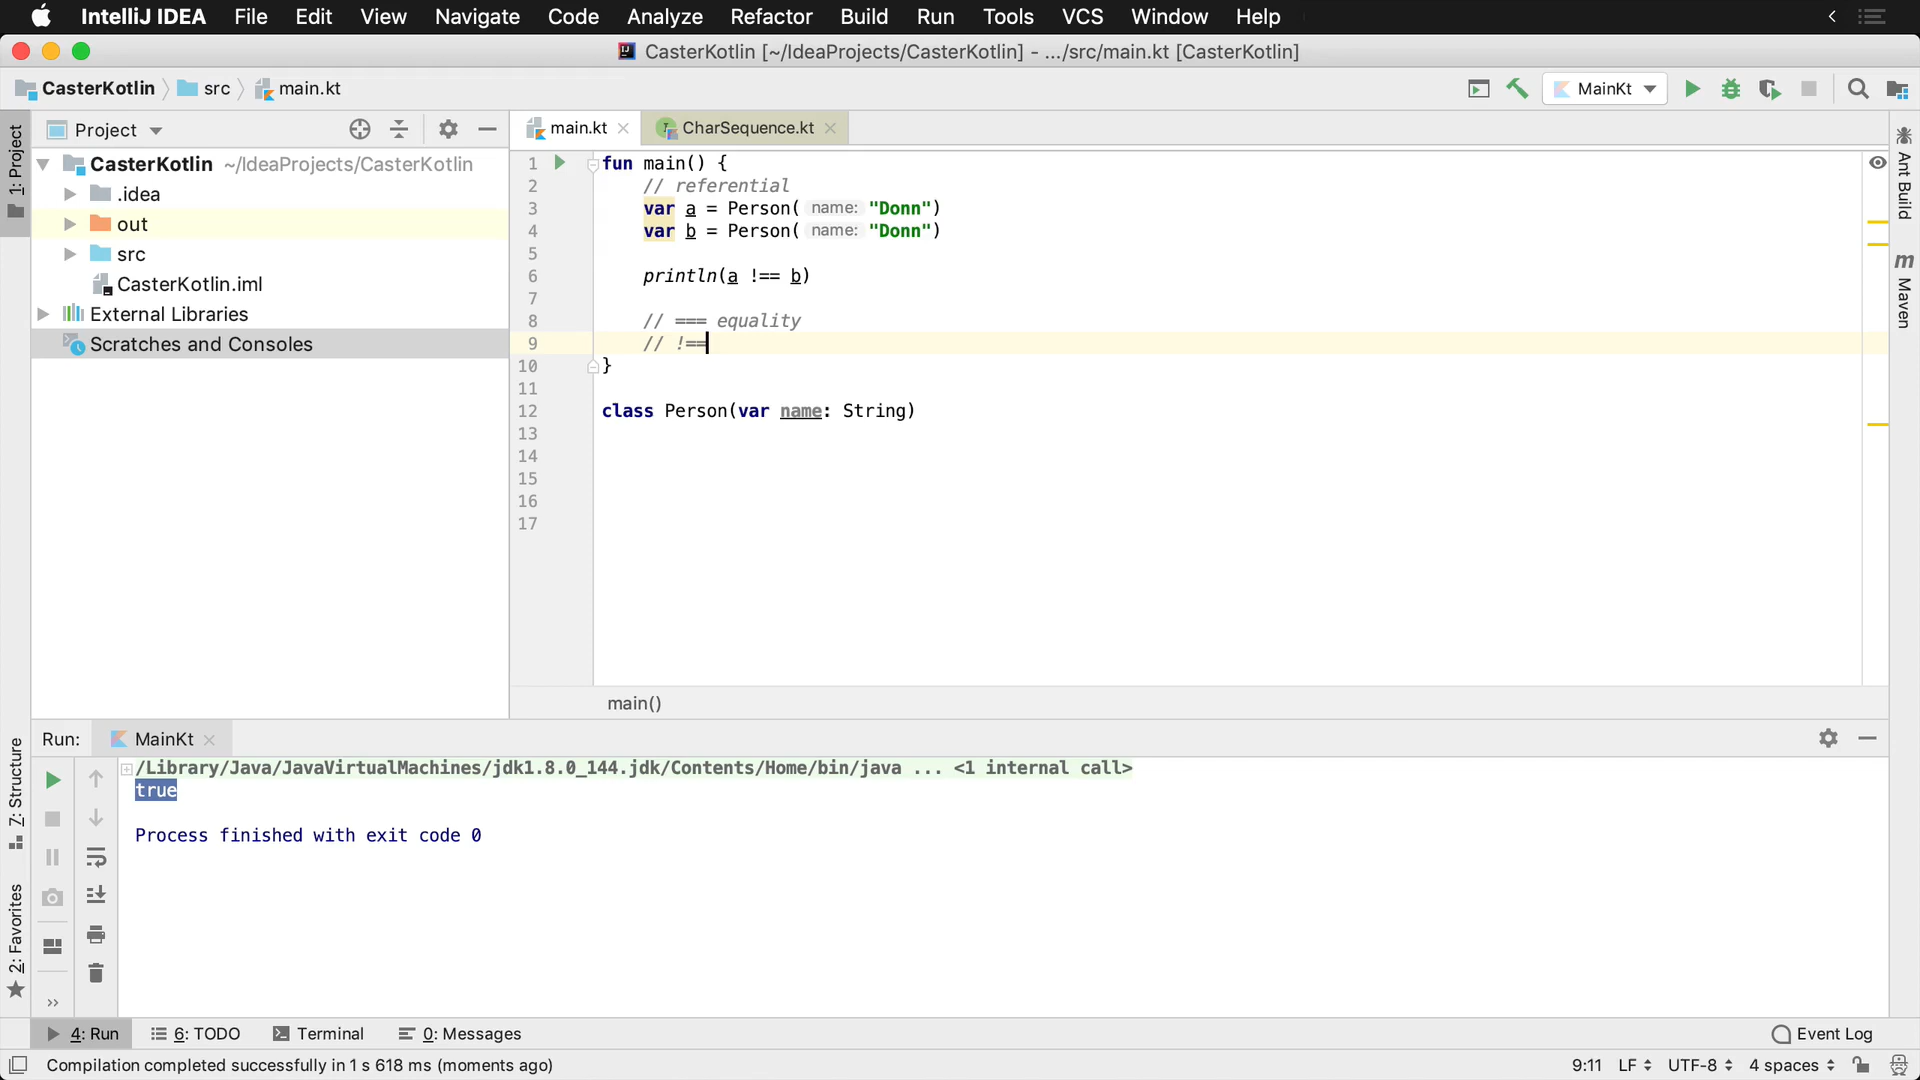 IntelliJ IDEA File Edit View Navigate Code Analyze Refactor Build Run Tools VCS Window Help
CasterKotlin [~/IdeaProjects/CasterKotlin] - .../src/main.kt [CasterKotlin]
CasterKotlin src main.kt MainKt
Project
main.kt CharSequence.kt
1: Project
CasterKotlin ~/IdeaProjects/CasterKotlin
.idea
out
src
CasterKotlin.iml
External Libraries
Scratches and Consoles
1 fun main() {
2 // referential
3 var a = Person( name: "Donn")
4 var b = Person( name: "Donn")
5
6 println(a !== b)
7
8 // === equality
9 // !==
10 }
11
12 class Person(var name: String)
13
14
15
16
17
main()
Ant Build
m Maven
Run: MainKt
/Library/Java/JavaVirtualMachines/jdk1.8.0_144.jdk/Contents/Home/bin/java ... <1 internal call>
true
Process finished with exit code 0
Z: Structure
2: Favorites
4: Run 6: TODO Terminal 0: Messages Event Log
Compilation completed successfully in 1 s 618 ms (moments ago) 9:11 LF UTF-8 4 spaces